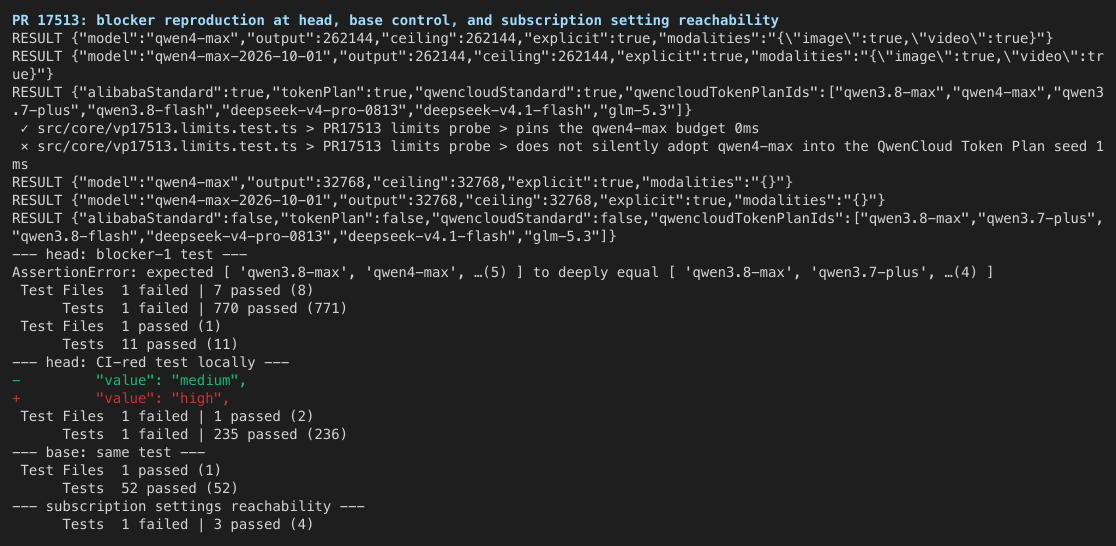 PR 17513: blocker reproduction at head, base control, and subscription setting reachability
RESULT {"model":"qwen4-max","output":262144,"ceiling":262144,"explicit":true,"modalities":"{\"image\":true,\"video\":true}"}
RESULT {"model":"qwen4-max-2026-10-01","output":262144,"ceiling":262144,"explicit":true,"modalities":"{\"image\":true,\"video\":tr
ue}"}
RESULT {"alibabaStandard":true,"tokenPlan":true,"qwencloudStandard":true,"qwencloudTokenPlanIds":["qwen3.8-max","qwen4-max","qwen3
.7-plus","qwen3.8-flash","deepseek-v4-pro-0813","deepseek-v4.1-flash","glm-5.3"]}
 ✓ src/core/vp17513.limits.test.ts > PR17513 limits probe > pins the qwen4-max budget 0ms
 × src/core/vp17513.limits.test.ts > PR17513 limits probe > does not silently adopt qwen4-max into the QwenCloud Token Plan seed 1
ms
RESULT {"model":"qwen4-max","output":32768,"ceiling":32768,"explicit":true,"modalities":"{}"}
RESULT {"model":"qwen4-max-2026-10-01","output":32768,"ceiling":32768,"explicit":true,"modalities":"{}"}
RESULT {"alibabaStandard":false,"tokenPlan":false,"qwencloudStandard":false,"qwencloudTokenPlanIds":["qwen3.8-max","qwen3.7-plus",
"qwen3.8-flash","deepseek-v4-pro-0813","deepseek-v4.1-flash","glm-5.3"]}
--- head: blocker-1 test ---
AssertionError: expected [ 'qwen3.8-max', 'qwen4-max', …(5) ] to deeply equal [ 'qwen3.8-max', 'qwen3.7-plus', …(4) ]
 Test Files  1 failed | 7 passed (8)
      Tests  1 failed | 770 passed (771)
 Test Files  1 passed (1)
      Tests  11 passed (11)
--- head: CI-red test locally ---
-         "value": "medium",
+         "value": "high",
 Test Files  1 failed | 1 passed (2)
      Tests  1 failed | 235 passed (236)
--- base: same test ---
 Test Files  1 passed (1)
      Tests  52 passed (52)
--- subscription settings reachability ---
      Tests  1 failed | 3 passed (4)